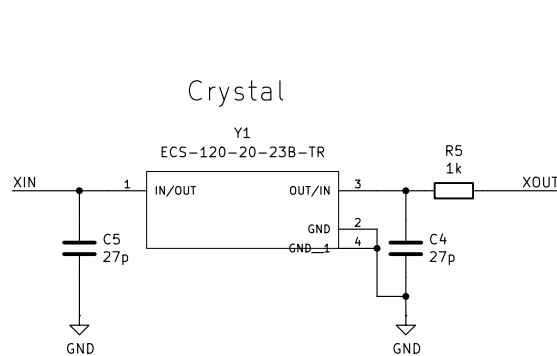 Crystal
Y1
ECS-120-20-23B-TR
R5
1k
XIN
1
IN/OUT
OUT/IN
3
XOUT
GND
2
GND_1
4
C5
27p
C4
27p
GND
GND